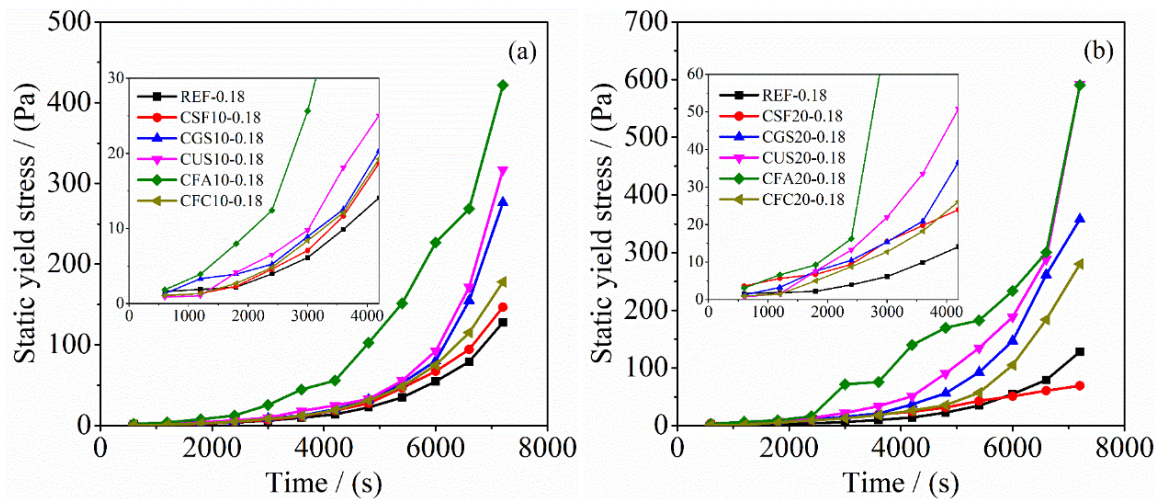 500
400
300
200
100
0
Static yield stress / (Pa)
(a)
30
20
10
0
0
1000
2000
3000
4000
REF-0.18
CSF10-0.18
CGS10-0.18
CUS10-0.18
CFA10-0.18
CFC10-0.18
0
2000
4000
6000
8000
Time / (s)
700
600
500
400
300
200
100
0
Static yield stress / (Pa)
(b)
60
50
40
30
20
10
0
0
1000
2000
3000
4000
REF-0.18
CSF20-0.18
CGS20-0.18
CUS20-0.18
CFA20-0.18
CFC20-0.18
0
2000
4000
6000
8000
Time / (s)